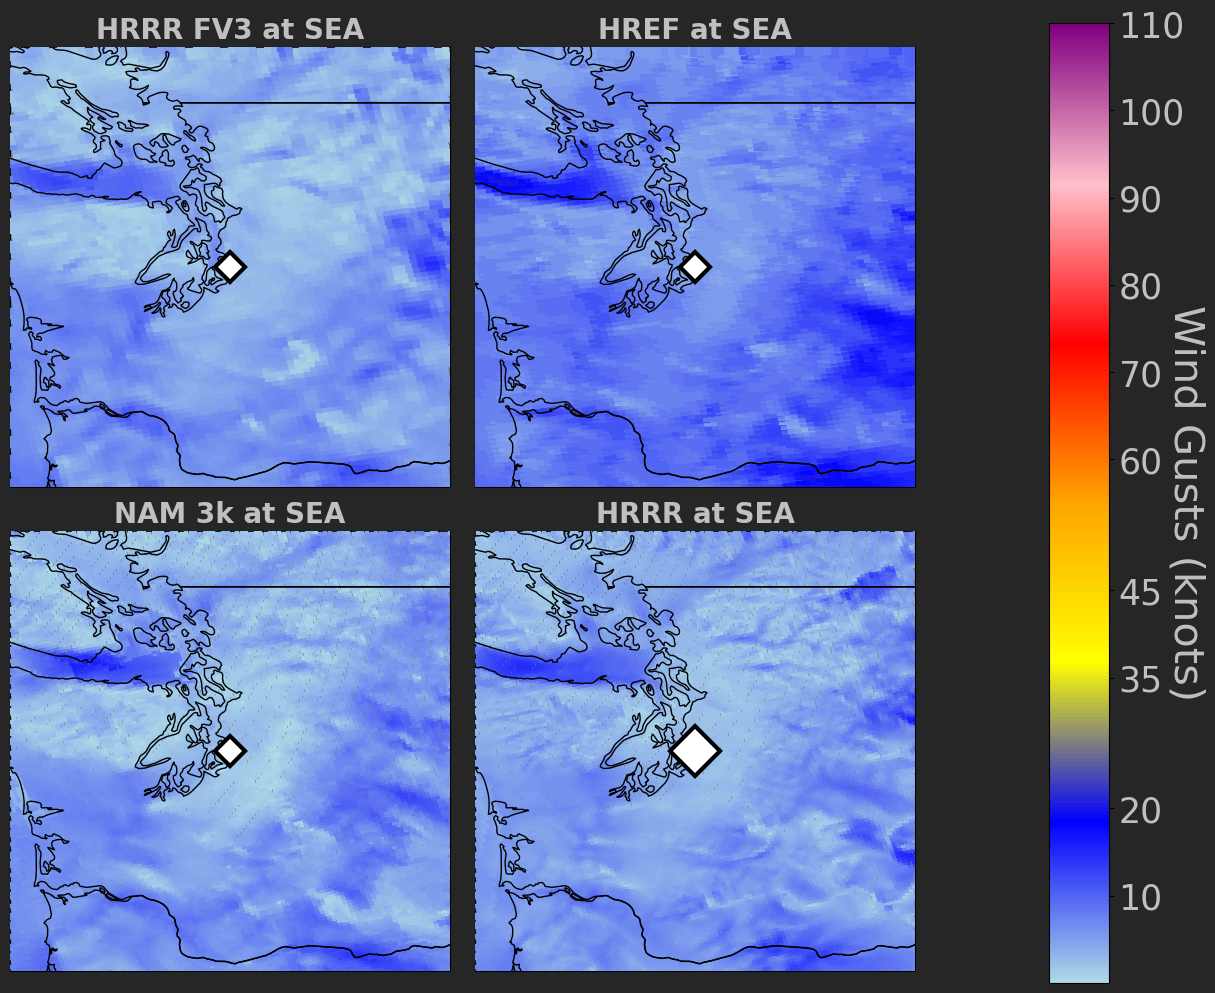 HRRR FV3 at SEA
HREF at SEA
NAM 3k at SEA
HRRR at SEA
110
100
90
80
70
60
45
35
20
10
Wind Gusts (knots)